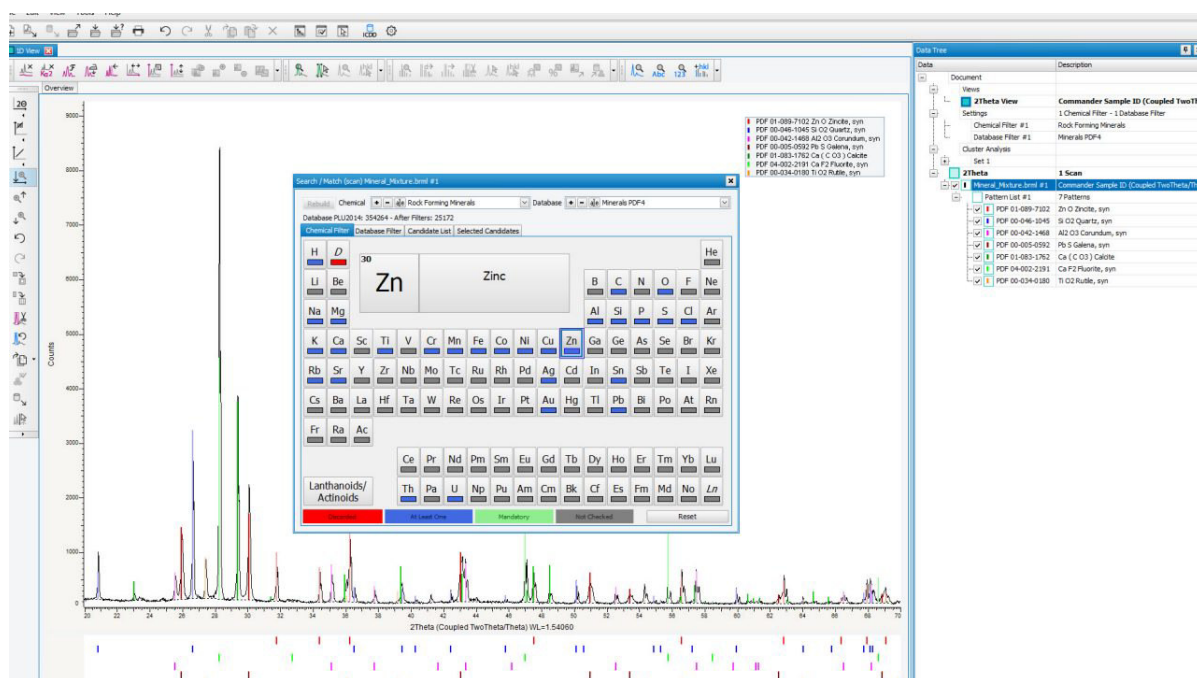 View Tools Help
1D View
Data Tree
Data Description
Overview
Document
Views
2Theta View Commander Sample ID (Coupled TwoTh
Settings 1 Chemical Filter - 1 Database Filter
Chemical Filter #1 Rock Forming Minerals
Database Filter #1 Minerals PDF4
Cluster Analysis
Set 1
2Theta 1 Scan
Mineral_Mixture.brml #1 Commander Sample ID (Coupled TwoTheta/Th
Pattern List #1 7 Patterns
PDF 01-089-7102 Zn O Zincite, syn
PDF 00-046-1045 Si O2 Quartz, syn
PDF 00-042-1468 Al2 O3 Corundum, syn
PDF 00-005-0592 Pb S Galena, syn
PDF 01-083-1762 Ca ( C O3 ) Calcite
PDF 04-002-2191 Ca F2 Fluorite, syn
PDF 00-034-0180 Ti O2 Rutile, syn
PDF 01-089-7102 Zn O Zincite, syn
PDF 00-046-1045 Si O2 Quartz, syn
PDF 00-042-1468 Al2 O3 Corundum, syn
PDF 00-005-0592 Pb S Galena, syn
PDF 01-083-1762 Ca ( C O3 ) Calcite
PDF 04-002-2191 Ca F2 Fluorite, syn
PDF 00-034-0180 Ti O2 Rutile, syn
Search / Match (scan) Mineral_Mixture.brml #1
Rebuild Chemical Rock Forming Minerals Database Minerals PDF4
Database PLU2014: 354264 - After Filters: 25172
Chemical Filter Database Filter Candidate List Selected Candidates
30
Zn Zinc
H D He
Li Be B C N O F Ne
Na Mg Al Si P S Cl Ar
K Ca Sc Ti V Cr Mn Fe Co Ni Cu Zn Ga Ge As Se Br Kr
Rb Sr Y Zr Nb Mo Tc Ru Rh Pd Ag Cd In Sn Sb Te I Xe
Cs Ba La Hf Ta W Re Os Ir Pt Au Hg Tl Pb Bi Po At Rn
Fr Ra Ac
Ce Pr Nd Pm Sm Eu Gd Tb Dy Ho Er Tm Yb Lu
Lanthanoids/
Actinoids
Th Pa U Np Pu Am Cm Bk Cf Es Fm Md No Ln
At Least One Mandatory Not Checked Reset
Counts
9000
8000
7000
6000
5000
4000
3000
2000
1000
0
20 22 24 26 28 30 32 34 36 38 40 42 44 46 48 50 52 54 56 58 60 62 64 66 68 70
2Theta (Coupled TwoTheta/Theta) WL=1.54060